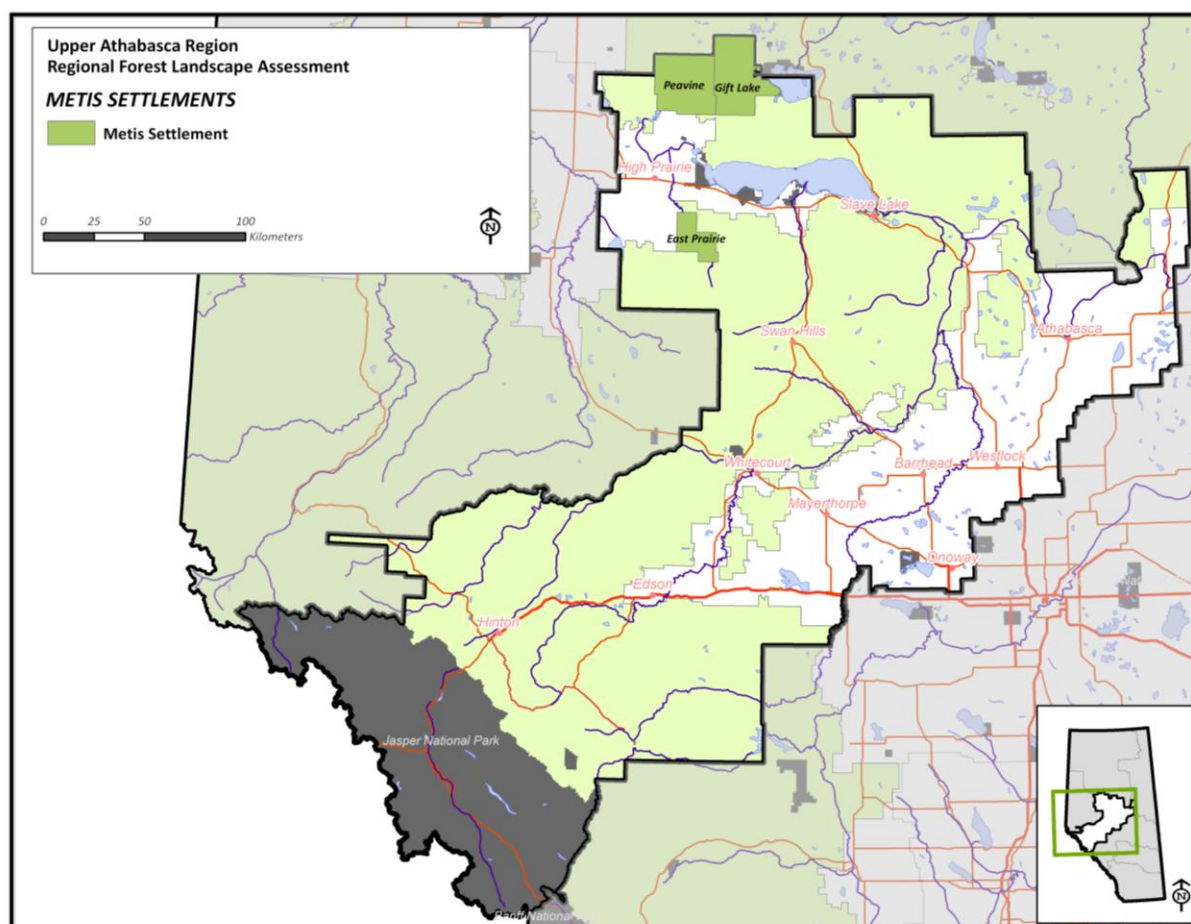 Upper Athabasca Region
Regional Forest Landscape Assessment
METIS SETTLEMENTS
Metis Settlement
0 25 50 100
Kilometers
N
Peavine
Gift Lake
High Prairie
Slave Lake
East Prairie
Swan Hills
Athabasca
Whitecourt
Barrhead
Westlock
Mayerthorpe
Onoway
Edson
Hinton
Jasper National Park
Banff National
N